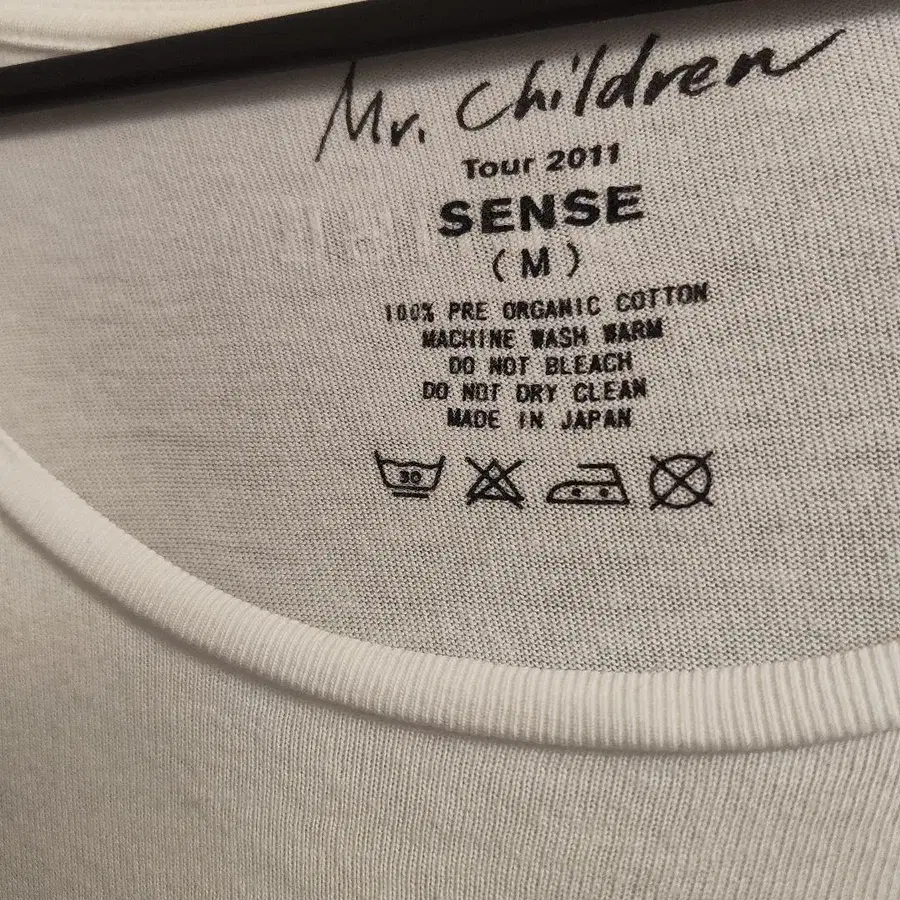 Mr. Children
Tour 2011
SENSE
(M)
100% PRE ORGANIC COTTON
MACHINE WASH WARM
DO NOT BLEACH
DO NOT DRY CLEAN
MADE IN JAPAN
30